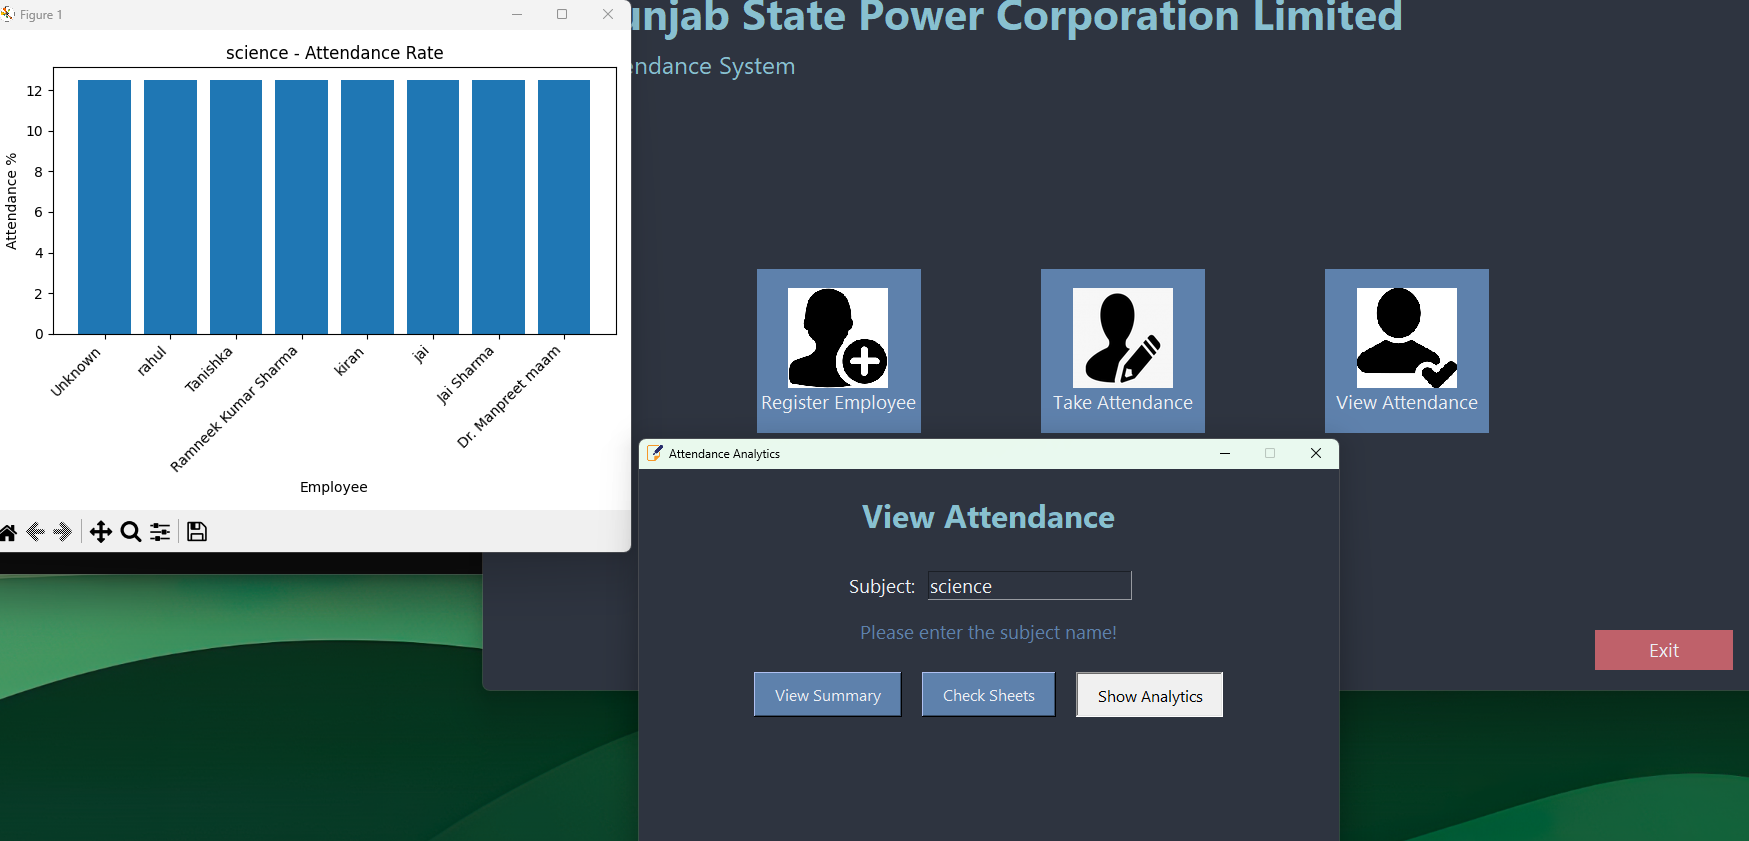 Figure 1
science - Attendance Rate
12
10
8
6
4
2
0
Attendance %
Unknown
rahul
Tanishka
Ramneek Kumar Sharma
kiran
jai
Jai Sharma
Dr. Manpreet maam
Employee
State Power Corporation Limited
System
Register Employee
Take Attendance
View Attendance
Attendance Analytics
View Attendance
Subject: science
Please enter the subject name!
View Summary
Check Sheets
Show Analytics
Exit